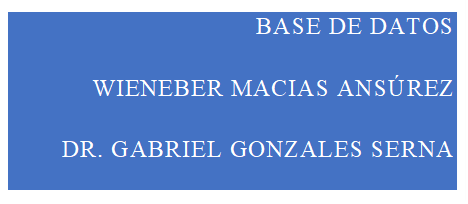 BASE DE DATOS
WIENEBER MACIAS ANSÚREZ
DR. GABRIEL GONZALES SERNA